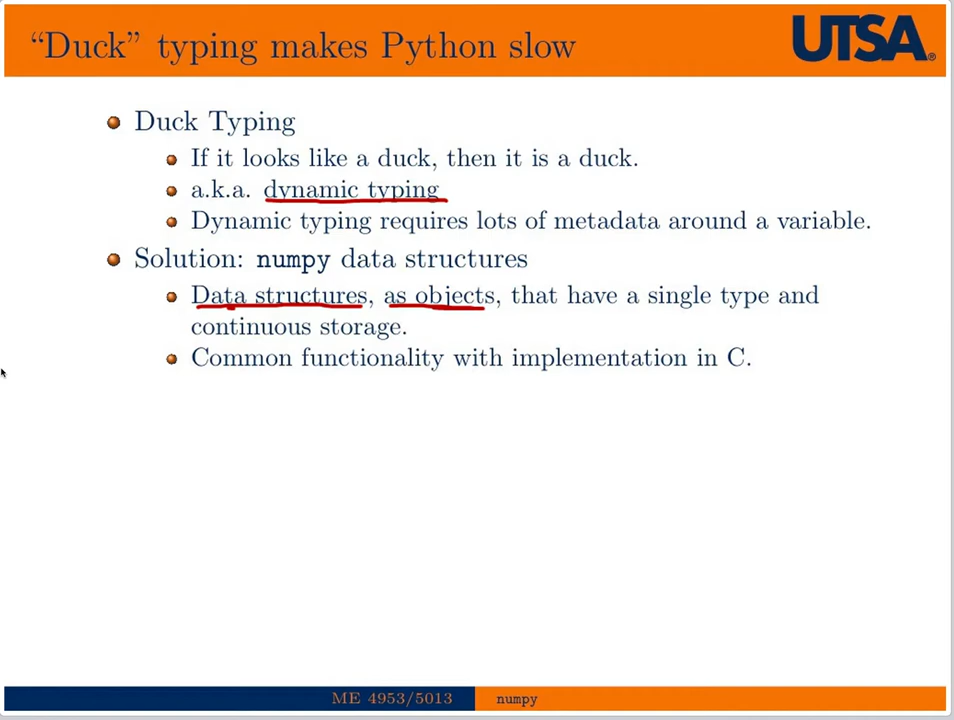 “Duck” typing makes Python slow
UTSA®
Duck Typing
If it looks like a duck, then it is a duck.
a.k.a. dynamic typing
Dynamic typing requires lots of metadata around a variable.
Solution: numpy data structures
Data structures, as objects, that have a single type and
continuous storage.
Common functionality with implementation in C.
ME 4953/5013
numpy